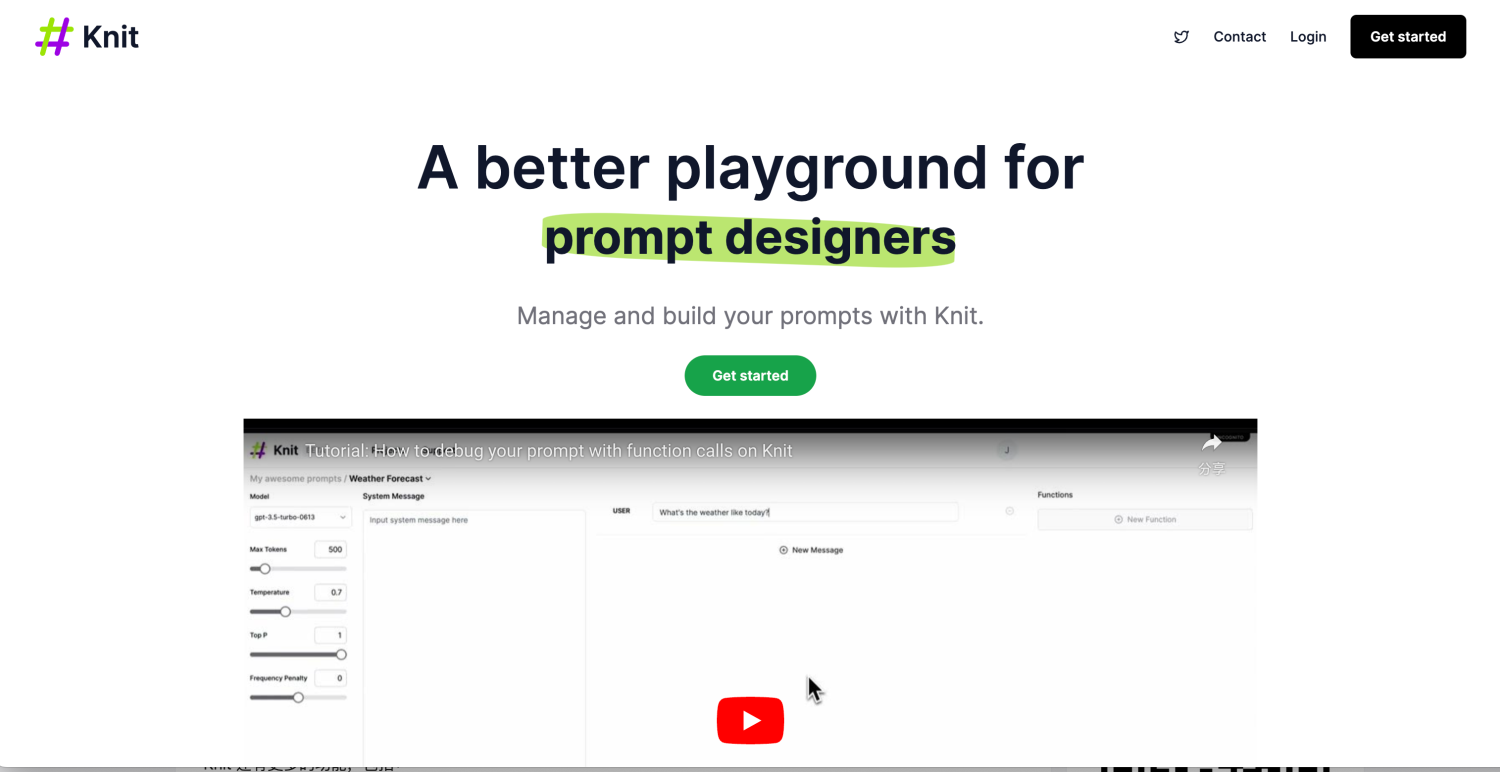 Knit
Contact
Login
Get started
A better playground for
prompt designers
Manage and build your prompts with Knit.
Get started
Knit
Tutorial: How to debug your prompt with function calls on Knit
J
分享
My awesome prompts / Weather Forecast
Model
System Message
Functions
gpt-3.5-turbo-0613
Input system message here
USER
What's the weather like today?
New Function
Max Tokens
500
New Message
Temperature
0.7
Top P
1
Frequency Penalty
0